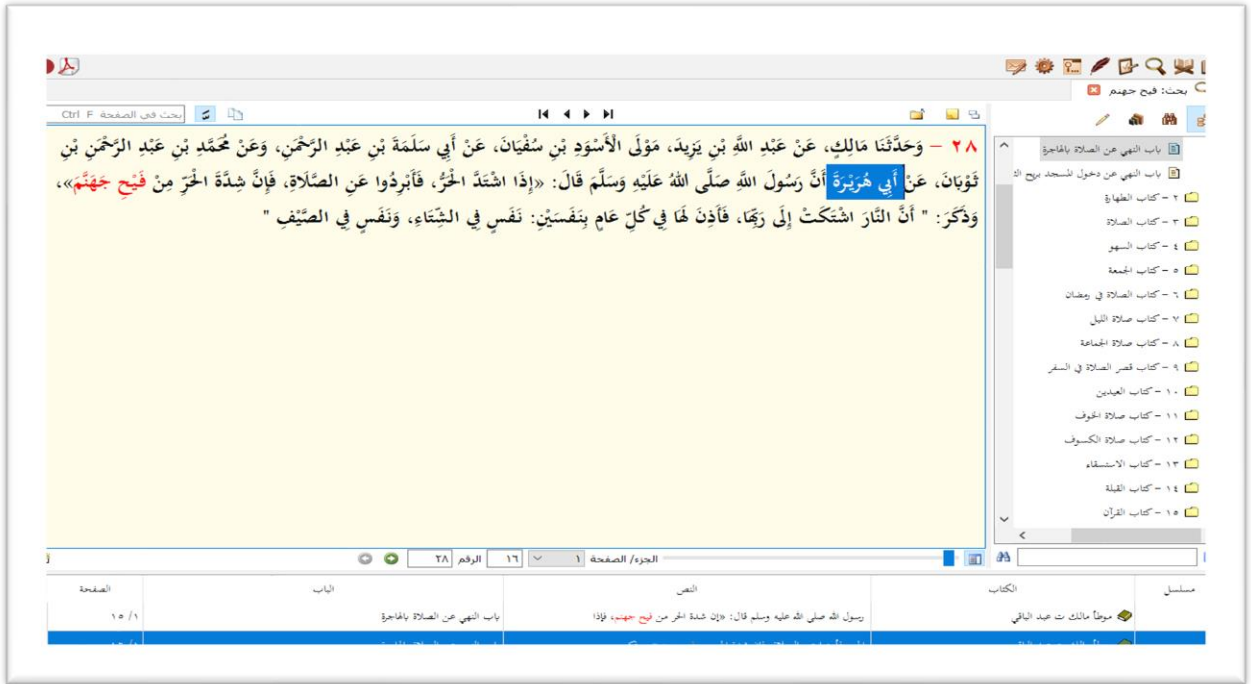 بحث: فيح جهنم
بحث في الصفحة Ctrl F
٢٨ – وَحَدَّثَنَا مَالِكٍ، عَنْ عَبْدِ اللَّهِ بْنِ يَزِيدَ، مَوْلَى الْأَسْوَدِ بْنِ سُفْيَانَ، عَنْ أَبِي سَلَمَةَ بْنِ عَبْدِ الرَّحْمَنِ، وَعَنْ مُحَمَّدِ بْنِ عَبْدِ الرَّحْمَنِ بْنِ
ثَوْبَانَ، عَنْ أَبِي هُرَيْرَةَ أَنَّ رَسُولَ اللَّهِ صَلَّى اللهُ عَلَيْهِ وَسَلَّمَ قَالَ: «إِذَا اشْتَدَّ الْحَرُّ، فَأَبْرِدُوا عَنِ الصَّلَاةِ، فَإِنَّ شِدَّةَ الْحَرِّ مِنْ فَيْحِ جَهَنَّمَ»،
وَذَكَرَ: " أَنَّ النَّارَ اشْتَكَتْ إِلَى رَبِّهَا، فَأَذِنَ لَهَا فِي كُلِّ عَامٍ بِنَفَسَيْنِ: نَفَسٍ فِي الشِّتَاءِ، وَنَفَسٍ فِي الصَّيْفِ "
باب النهي عن الصلاة بالهاجرة
باب النهي عن دخول المسجد بريح
٢ – كتاب الطهارة
٣ – كتاب الصلاة
٤ – كتاب السهو
٥ – كتاب الجمعة
٦ – كتاب الصلاة في رمضان
٧ – كتاب صلاة الليل
٨ – كتاب صلاة الجماعة
٩ – كتاب قصر الصلاة في السفر
١٠ – كتاب العيدين
١١ – كتاب صلاة الخوف
١٢ – كتاب صلاة الكسوف
١٣ – كتاب الاستسقاء
١٤ – كتاب القبلة
١٥ – كتاب القرآن
الجزء/ الصفحة ١ ١٦ الرقم ٢٨
مسلسل الكتاب النص الباب الصفحة
موطأ مالك ت عبد الباقي رسول الله صلى الله عليه وسلم قال: «إن شدة الحر من فيح جهنم، فإذا باب النهي عن الصلاة بالهاجرة ١/ ١٥